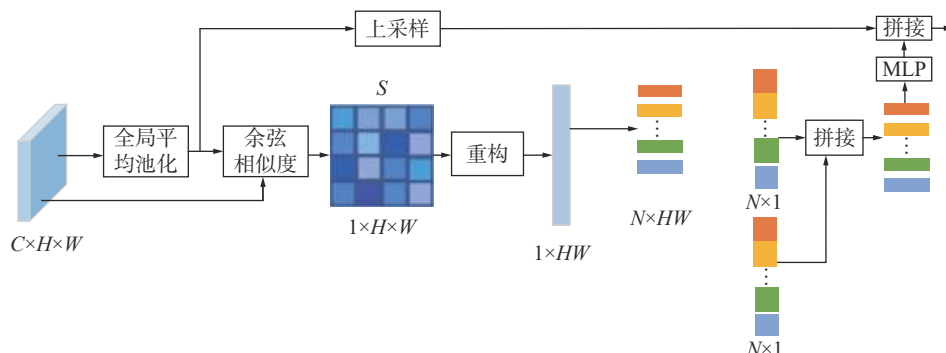 上采样
拼接
MLP
S
全局平
均池化
余弦
相似度
重构
拼接
C×H×W
1×H×W
1×HW
N×HW
N×1
N×1